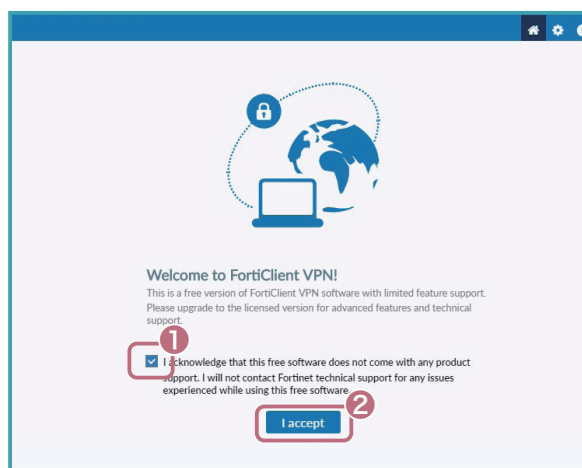 Welcome to FortiClient VPN!
This is a free version of FortiClient VPN software with limited feature support.
Please upgrade to the licensed version for advanced features and technical
support.
1
I acknowledge that this free software does not come with any product
support. I will not contact Fortinet technical support for any issues
experienced while using this free software
2
I accept